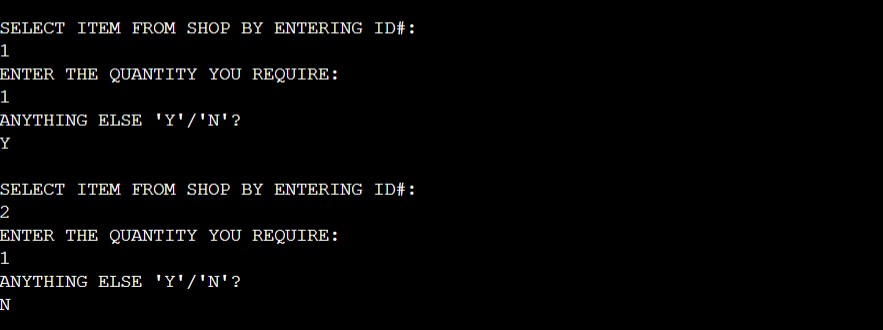 SELECT ITEM FROM SHOP BY ENTERING ID#:
1
ENTER THE QUANTITY YOU REQUIRE:
1
ANYTHING ELSE 'Y'/'N'?
Y
SELECT ITEM FROM SHOP BY ENTERING ID#:
2
ENTER THE QUANTITY YOU REQUIRE:
1
ANYTHING ELSE 'Y'/'N'?
N